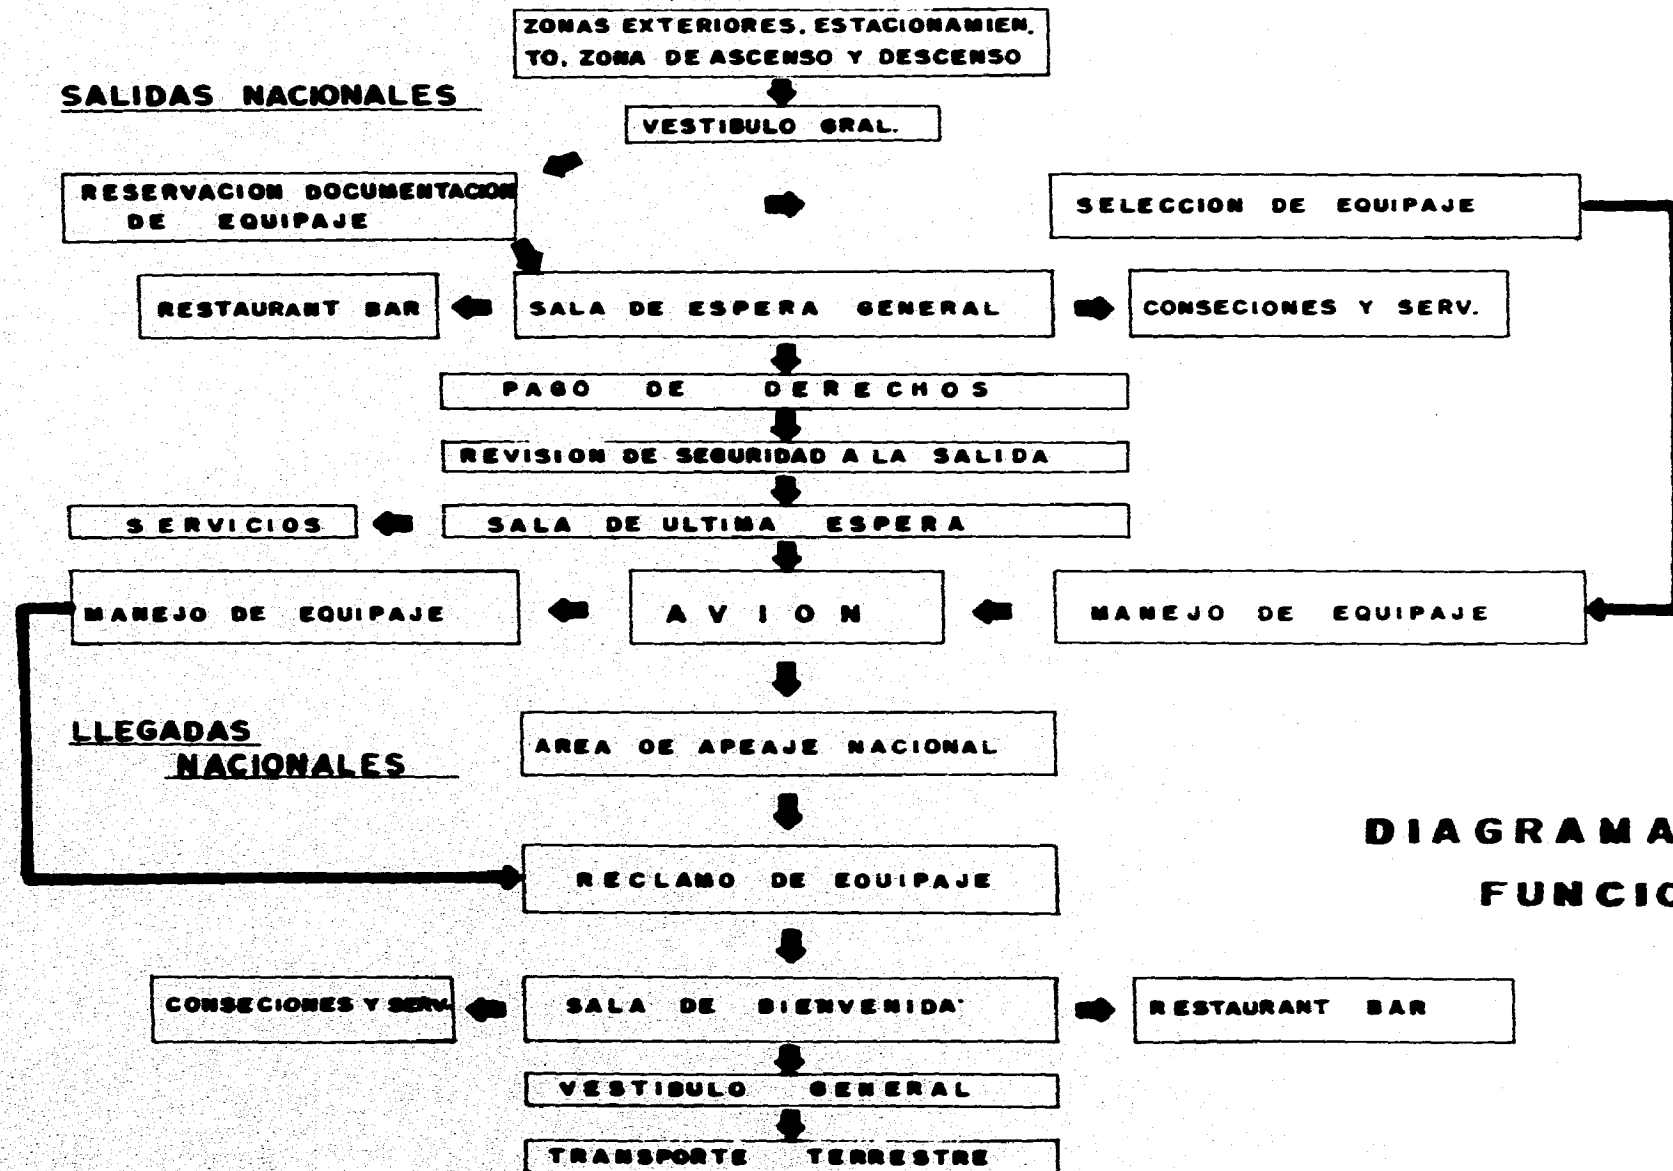 ZONAS EXTERIORES, ESTACIONAMIEN.
TO, ZONA DE ASCENSO Y DESCENSO
SALIDAS NACIONALES
VESTIBULO GRAL.
RESERVACION DOCUMENTACION
DE EQUIPAJE
SELECCION DE EQUIPAJE
RESTAURANT BAR
SALA DE ESPERA GENERAL
CONSECIONES Y SERV.
PAGO DE DERECHOS
REVISION DE SEGURIDAD A LA SALIDA
SERVICIOS
SALA DE ULTIMA ESPERA
MANEJO DE EQUIPAJE
AVION
MANEJO DE EQUIPAJE
LLEGADAS
NACIONALES
AREA DE APEAJE NACIONAL
DIAGRAMA
RECLAMO DE EQUIPAJE
FUNCIO
CONSECIONES Y SERV.
SALA DE BIENVENIDA
RESTAURANT BAR
VESTIBULO GENERAL
TRANSPORTE TERRESTRE